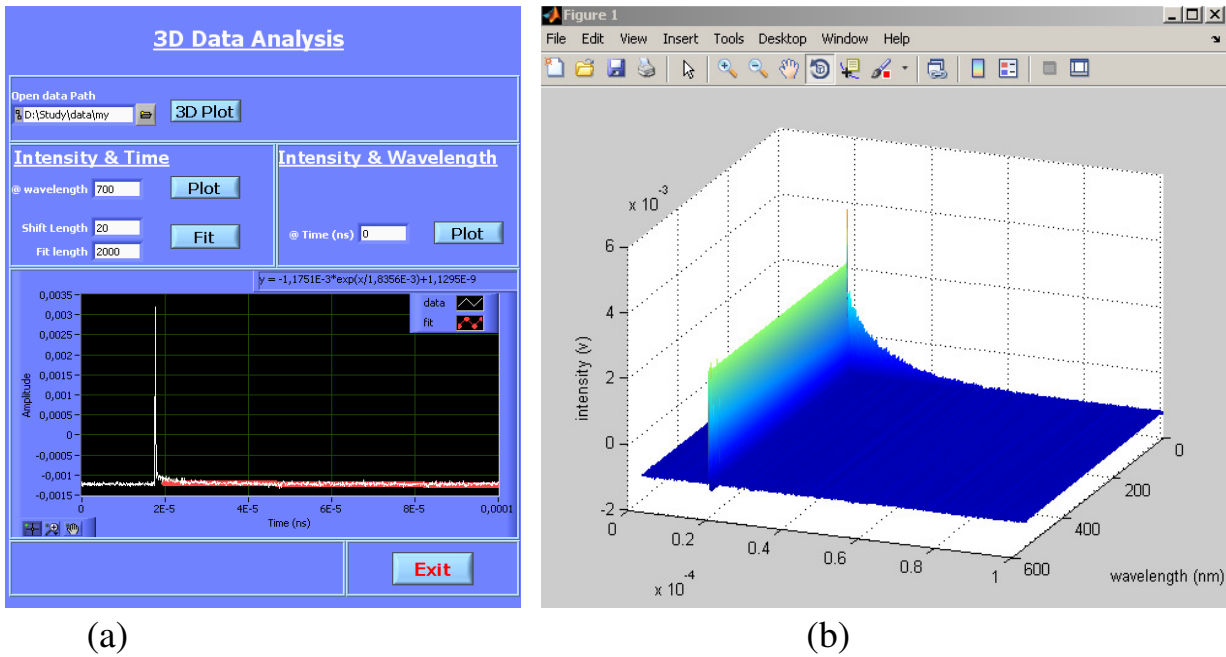 3D Data Analysis
Open data Path
D:\Study\data\my
3D Plot
Intensity & Time
@ wavelength 700
Plot
Shift Length 20
Fit length 2000
Fit
Intensity & Wavelength
@ Time (ns) 0
Plot
y = -1,1751E-3*exp(x/1,8356E-3)+1,1295E-9
data
fit
Amplitude
0,0035
0,003
0,0025
0,002
0,0015
0,001
0,0005
0
-0,0005
-0,001
-0,0015
0 2E-5 4E-5 6E-5 8E-5 0,0001
Time (ns)
Exit
(a)
Figure 1
File Edit View Insert Tools Desktop Window Help
x 10^-3
intensity (v)
6
4
2
0
-2
0 0.2 0.4 0.6 0.8 1
x 10^-4
0
200
400
600
wavelength (nm)
(b)